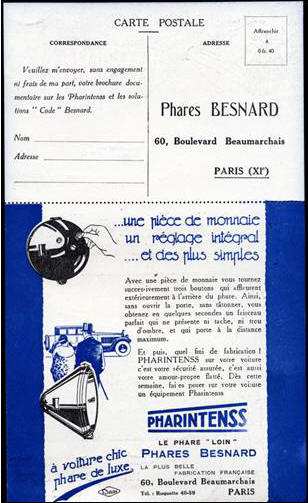 CARTE POSTALE
CORRESPONDANCE
ADRESSE
Affranchir
à
0 fr. 40
Veuillez m'envoyer, sans engagement
ni frais de ma part, votre brochure docu-
mentaire sur les Pharintenss et les solu-
tions "Code" Besnard.
Nom
Adresse
Phares BESNARD
60, Boulevard Beaumarchais
PARIS (XIe)
...une pièce de monnaie
un réglage intégral
....et des plus simples
Avec une pièce de monnaie vous tournez
succes-ivement trois boutons qui affleurent
extérieurement à l'arrière du phare. Ainsi,
sans ouvrir la porte, sans tâtonner, vous
obtenez en quelques secondes un faisceau
parfait qui ne présente ni tache, ni trou
d'ombre, et qui porte à la distance
maximum.
Et puis, quel fini de fabrication !
PHARINTENSS sur votre voiture
c'est votre sécurité assurée, c'est aussi
votre amour-propre flatté. Dès cette
semaine, faites poser sur votre voiture
un équipement Pharintenss
PHARINTENSS
LE PHARE "LOIN"
PHARES BESNARD
LA PLUS BELLE
FABRICATION FRANÇAISE
60, Boulevard Beaumarchais
Tél. : Roquette 48-59 PARIS
à voiture chic
phare de luxe